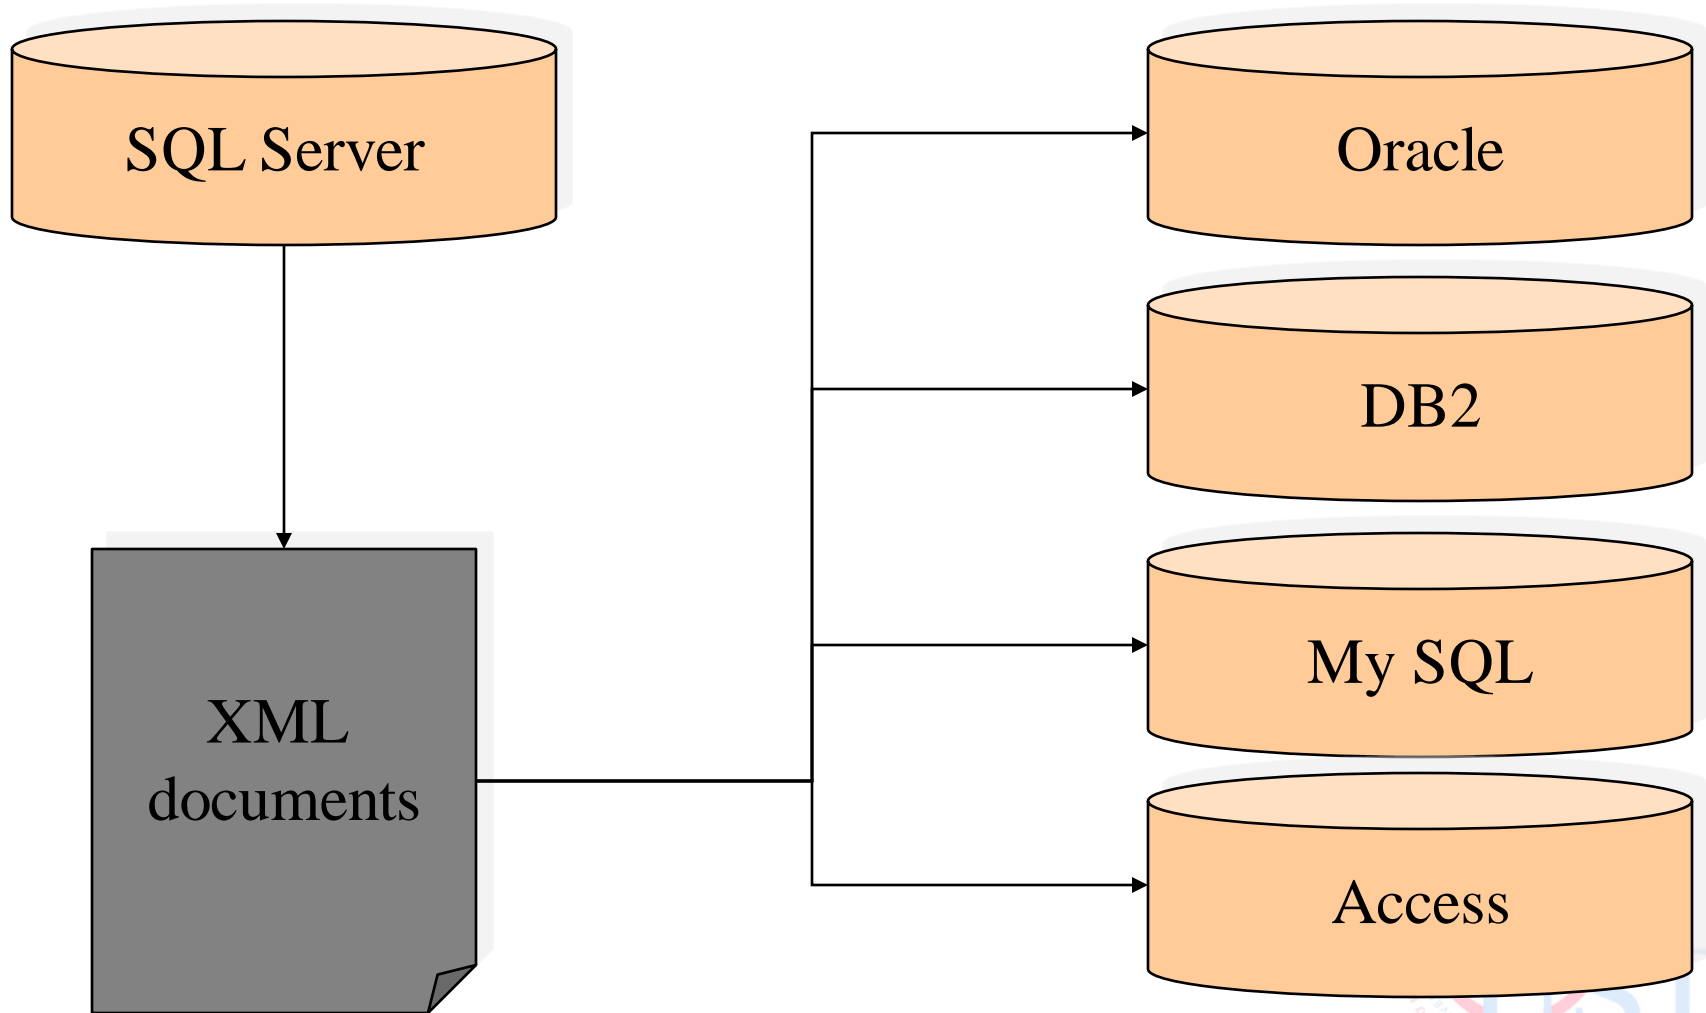 SQL Server
Oracle
DB2
My SQL
XML
documents
Access